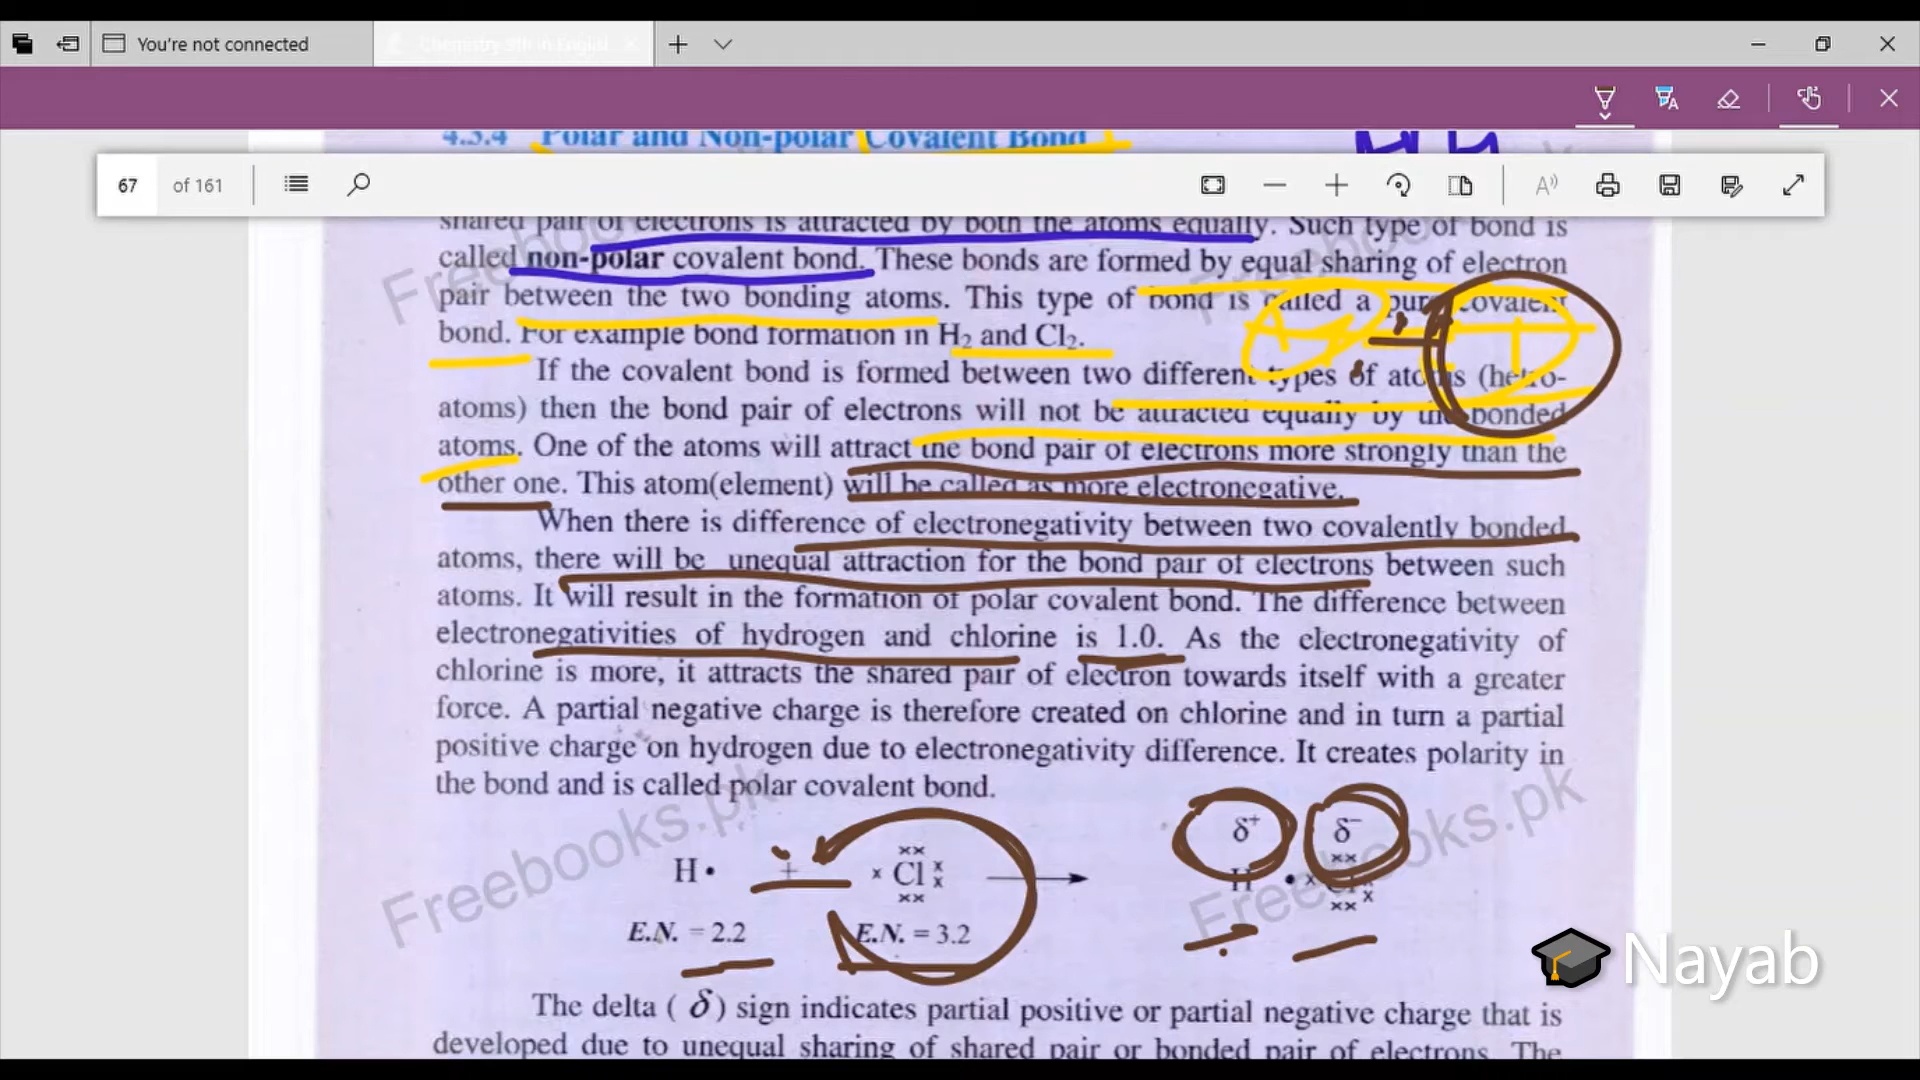 You're not connected
Chemistry 9th in English
4.3.4 Polar and Non-polar Covalent Bond
67 of 161
shared pair of electrons is attracted by both the atoms equally. Such type of bond is
called non-polar covalent bond. These bonds are formed by equal sharing of electron
pair between the two bonding atoms. This type of bond is called a pure covalent
bond. For example bond formation in H₂ and Cl₂.
If the covalent bond is formed between two different types of atoms (hetro-
atoms) then the bond pair of electrons will not be attracted equally by the bonded
atoms. One of the atoms will attract the bond pair of electrons more strongly than the
other one. This atom(element) will be called as more electronegative.
When there is difference of electronegativity between two covalently bonded
atoms, there will be unequal attraction for the bond pair of electrons between such
atoms. It will result in the formation of polar covalent bond. The difference between
electronegativities of hydrogen and chlorine is 1.0. As the electronegativity of
chlorine is more, it attracts the shared pair of electron towards itself with a greater
force. A partial negative charge is therefore created on chlorine and in turn a partial
positive charge on hydrogen due to electronegativity difference. It creates polarity in
the bond and is called polar covalent bond.
δ⁺ δ⁻
H• + Cl → H • Cl
E.N. = 2.2 E.N. = 3.2
Nayab
The delta ( δ ) sign indicates partial positive or partial negative charge that is
developed due to unequal sharing of shared pair or bonded pair of electrons. The
Freebooks.pk
Freebooks.pk